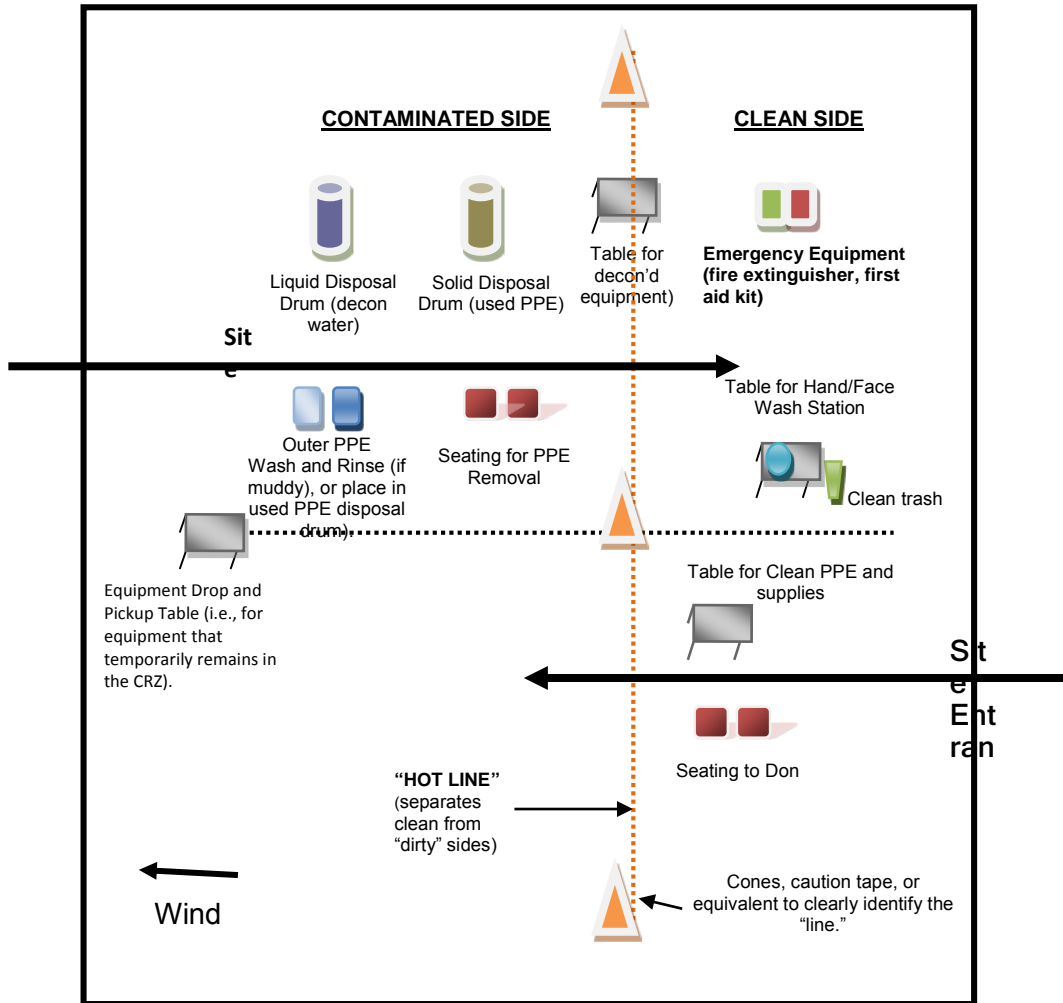 CONTAMINATED SIDE
CLEAN SIDE
Liquid Disposal
Drum (decon
water)
Solid Disposal
Drum (used PPE)
Table for
decon’d
equipment)
Emergency Equipment
(fire extinguisher, first
aid kit)
Sit
e
Table for Hand/Face
Wash Station
Outer PPE
Wash and Rinse (if
muddy), or place in
used PPE disposal
drum).
Seating for PPE
Removal
Clean trash
Equipment Drop and
Pickup Table (i.e., for
equipment that
temporarily remains in
the CRZ).
Table for Clean PPE and
supplies
Sit
e
Ent
ran
Seating to Don
“HOT LINE”
(separates
clean from
“dirty” sides)
Cones, caution tape, or
equivalent to clearly identify the
“line.”
Wind